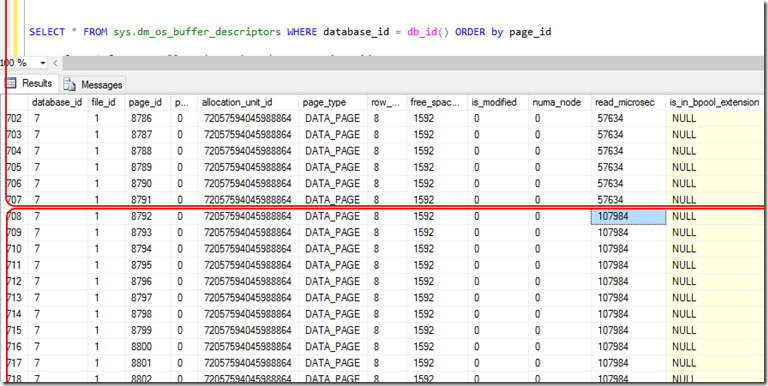 SELECT * FROM sys.dm_os_buffer_descriptors WHERE database_id = db_id() ORDER by page_id
100 %
Results Messages
database_id file_id page_id p... allocation_unit_id page_type row_... free_spac... is_modified numa_node read_microsec is_in_bpool_extension
702 7 1 8786 0 72057594045988864 DATA_PAGE 8 1592 0 0 57634 NULL
703 7 1 8787 0 72057594045988864 DATA_PAGE 8 1592 0 0 57634 NULL
704 7 1 8788 0 72057594045988864 DATA_PAGE 8 1592 0 0 57634 NULL
705 7 1 8789 0 72057594045988864 DATA_PAGE 8 1592 0 0 57634 NULL
706 7 1 8790 0 72057594045988864 DATA_PAGE 8 1592 0 0 57634 NULL
707 7 1 8791 0 72057594045988864 DATA_PAGE 8 1592 0 0 57634 NULL
708 7 1 8792 0 72057594045988864 DATA_PAGE 8 1592 0 0 107984 NULL
709 7 1 8793 0 72057594045988864 DATA_PAGE 8 1592 0 0 107984 NULL
710 7 1 8794 0 72057594045988864 DATA_PAGE 8 1592 0 0 107984 NULL
711 7 1 8795 0 72057594045988864 DATA_PAGE 8 1592 0 0 107984 NULL
712 7 1 8796 0 72057594045988864 DATA_PAGE 8 1592 0 0 107984 NULL
713 7 1 8797 0 72057594045988864 DATA_PAGE 8 1592 0 0 107984 NULL
714 7 1 8798 0 72057594045988864 DATA_PAGE 8 1592 0 0 107984 NULL
715 7 1 8799 0 72057594045988864 DATA_PAGE 8 1592 0 0 107984 NULL
716 7 1 8800 0 72057594045988864 DATA_PAGE 8 1592 0 0 107984 NULL
717 7 1 8801 0 72057594045988864 DATA_PAGE 8 1592 0 0 107984 NULL
718 7 1 8802 0 72057594045988864 DATA_PAGE 8 1592 0 0 107984 NULL